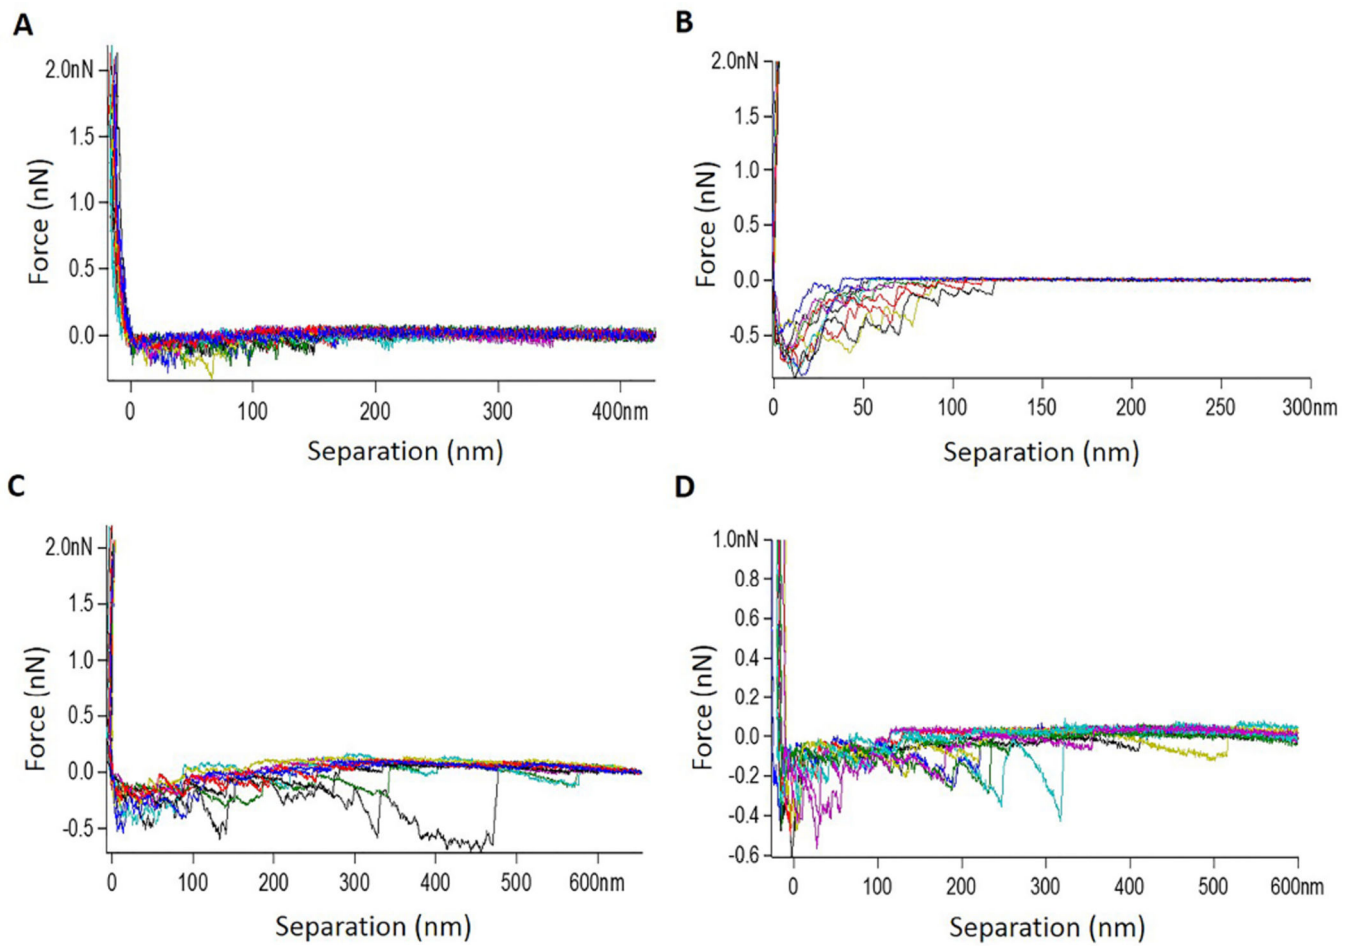 A
2.0nN
1.5
1.0
0.5
0.0
Force (nN)
0 100 200 300 400nm
Separation (nm)
B
2.0nN
1.5
1.0
0.5
0.0
-0.5
Force (nN)
0 50 100 150 200 250 300nm
Separation (nm)
C
2.0nN
1.5
1.0
0.5
0.0
-0.5
Force (nN)
0 100 200 300 400 500 600nm
Separation (nm)
D
1.0nN
0.8
0.6
0.4
0.2
0.0
-0.2
-0.4
-0.6
Force (nN)
0 100 200 300 400 500 600nm
Separation (nm)